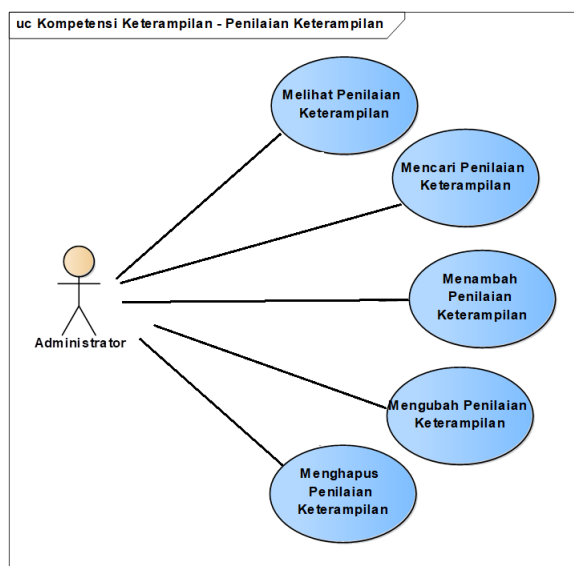 uc Kompetensi Keterampilan - Penilaian Keterampilan
Melihat Penilaian
Keterampilan
Mencari Penilaian
Keterampilan
Menambah
Penilaian
Keterampilan
Administrator
Mengubah Penilaian
Keterampilan
Menghapus
Penilaian
Keterampilan